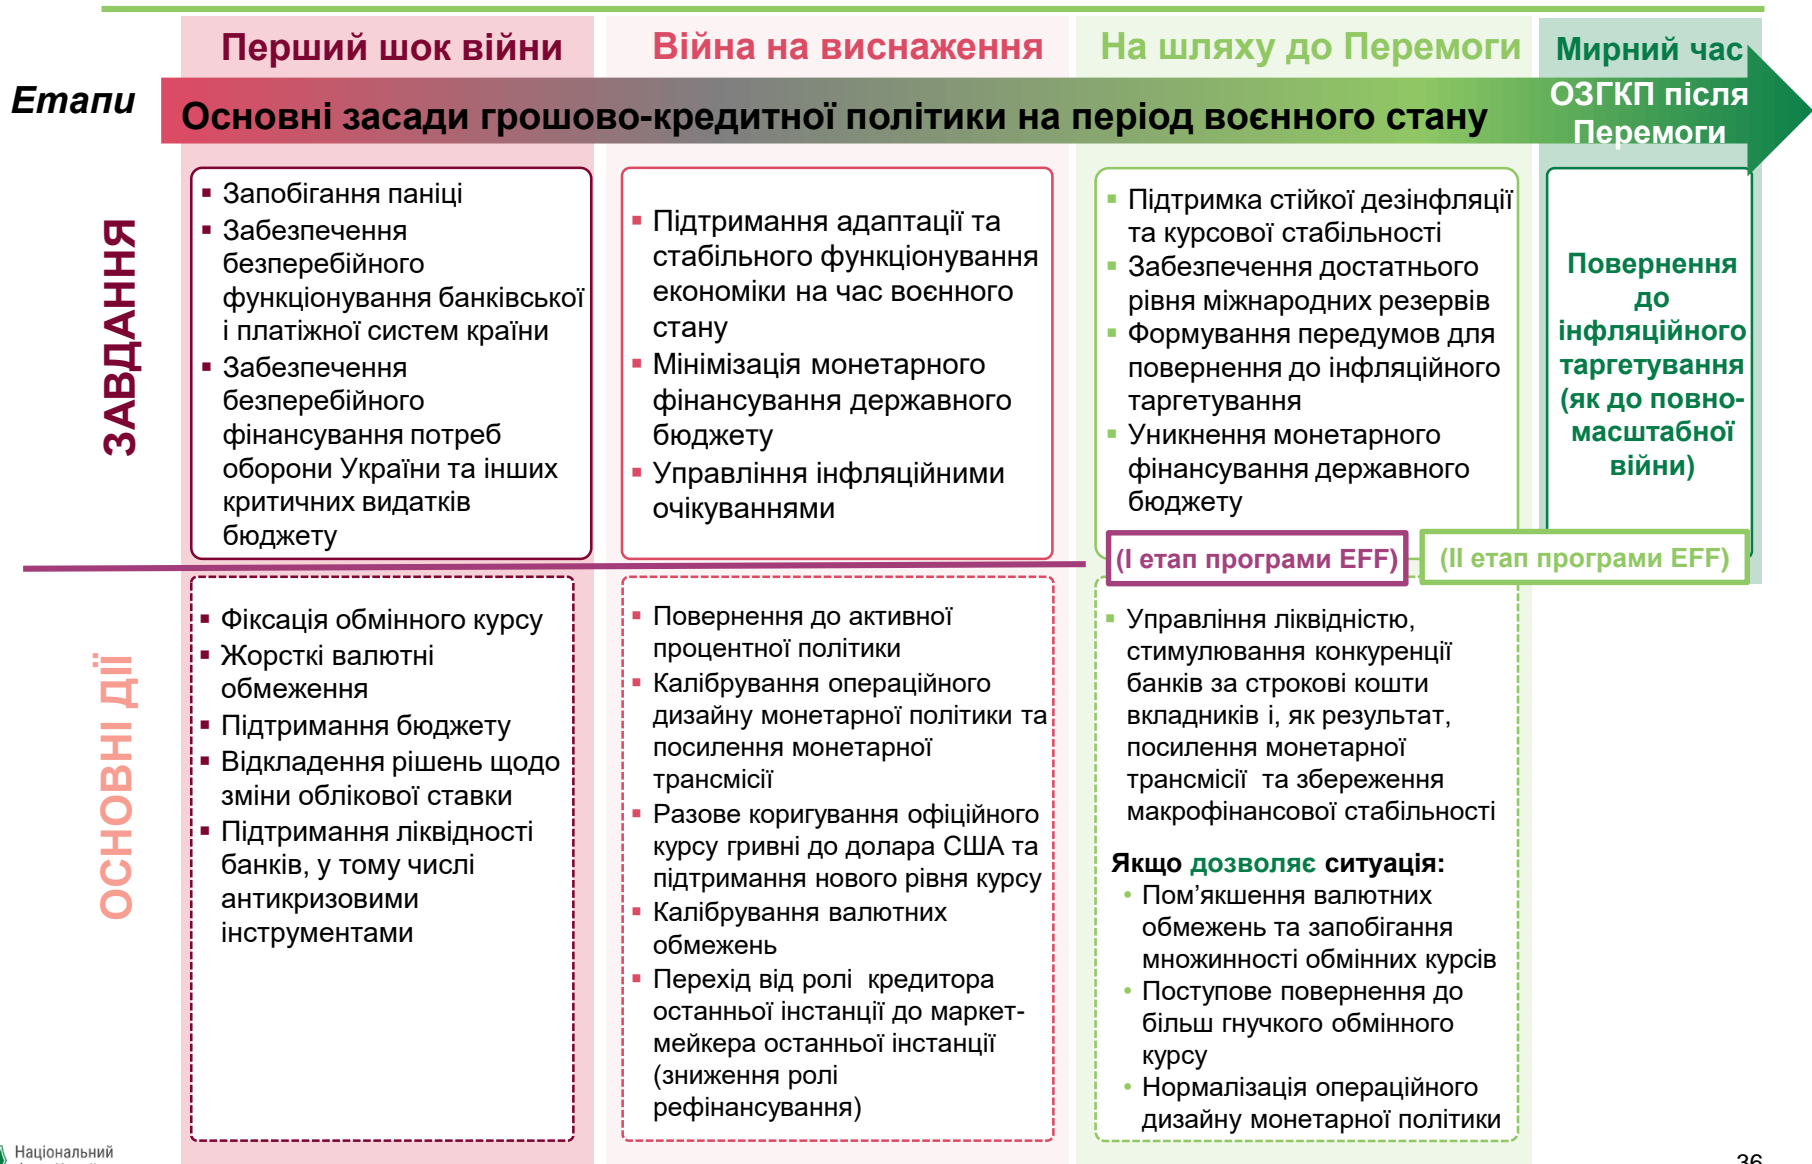 Перший шок війни
Війна на виснаження
На шляху до Перемоги
Мирний час
Етапи
Основні засади грошово-кредитної політики на період воєнного стану
ОЗГКП після
Перемоги
ЗАВДАННЯ
▪ Запобігання паніці
▪ Забезпечення
безперебійного
функціонування банківської
і платіжної систем країни
▪ Забезпечення
безперебійного
фінансування потреб
оборони України та інших
критичних видатків
бюджету
▪ Підтримання адаптації та
стабільного функціонування
економіки на час воєнного
стану
▪ Мінімізація монетарного
фінансування державного
бюджету
▪ Управління інфляційними
очікуваннями
▪ Підтримка стійкої дезінфляції
та курсової стабільності
▪ Забезпечення достатнього
рівня міжнародних резервів
▪ Формування передумов для
повернення до інфляційного
таргетування
▪ Уникнення монетарного
фінансування державного
бюджету
Повернення
до
інфляційного
таргетування
(як до повно-
масштабної
війни)
(І етап програми EFF)
(ІІ етап програми EFF)
ОСНОВНІ ДІЇ
▪ Фіксація обмінного курсу
▪ Жорсткі валютні
обмеження
▪ Підтримання бюджету
▪ Відкладення рішень щодо
зміни облікової ставки
▪ Підтримання ліквідності
банків, у тому числі
антикризовими
інструментами
▪ Повернення до активної
процентної політики
▪ Калібрування операційного
дизайну монетарної політики та
посилення монетарної
трансмісії
▪ Разове коригування офіційного
курсу гривні до долара США та
підтримання нового рівня курсу
▪ Калібрування валютних
обмежень
▪ Перехід від ролі кредитора
останньої інстанції до маркет-
мейкера останньої інстанції
(зниження ролі
рефінансування)
▪ Управління ліквідністю,
стимулювання конкуренції
банків за строкові кошти
вкладників і, як результат,
посилення монетарної
трансмісії та збереження
макрофінансової стабільності
Якщо дозволяє ситуація:
• Пом’якшення валютних
обмежень та запобігання
множинності обмінних курсів
• Поступове повернення до
більш гнучкого обмінного
курсу
• Нормалізація операційного
дизайну монетарної політики
Національний
36